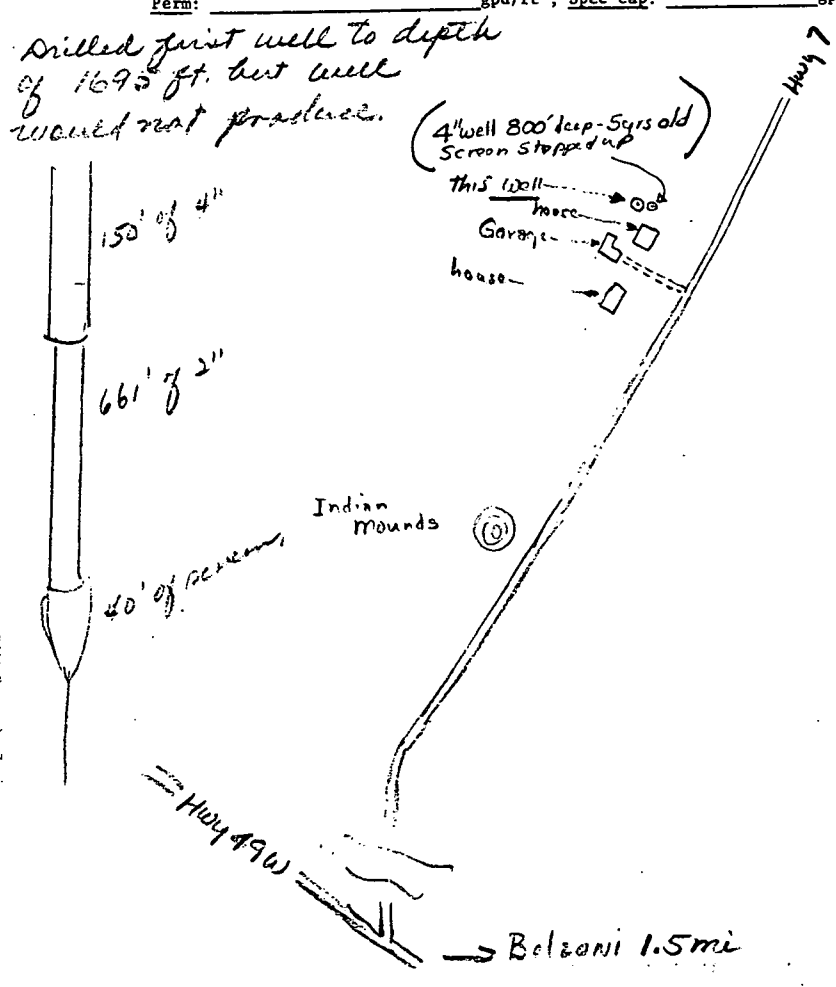 Perm: gpd/ft², Spec cap:
Drilled first well to depth
of 1695 ft. but well
would not produce.
Hwy 7
(4" well 800' deep - 5yrs old
Screen Stopped up)
this well
house
Garage
house
150' of 4"
661' of 2"
40' of screen
Indian
Mounds
Hwy 49W
→ Belzoni 1.5mi